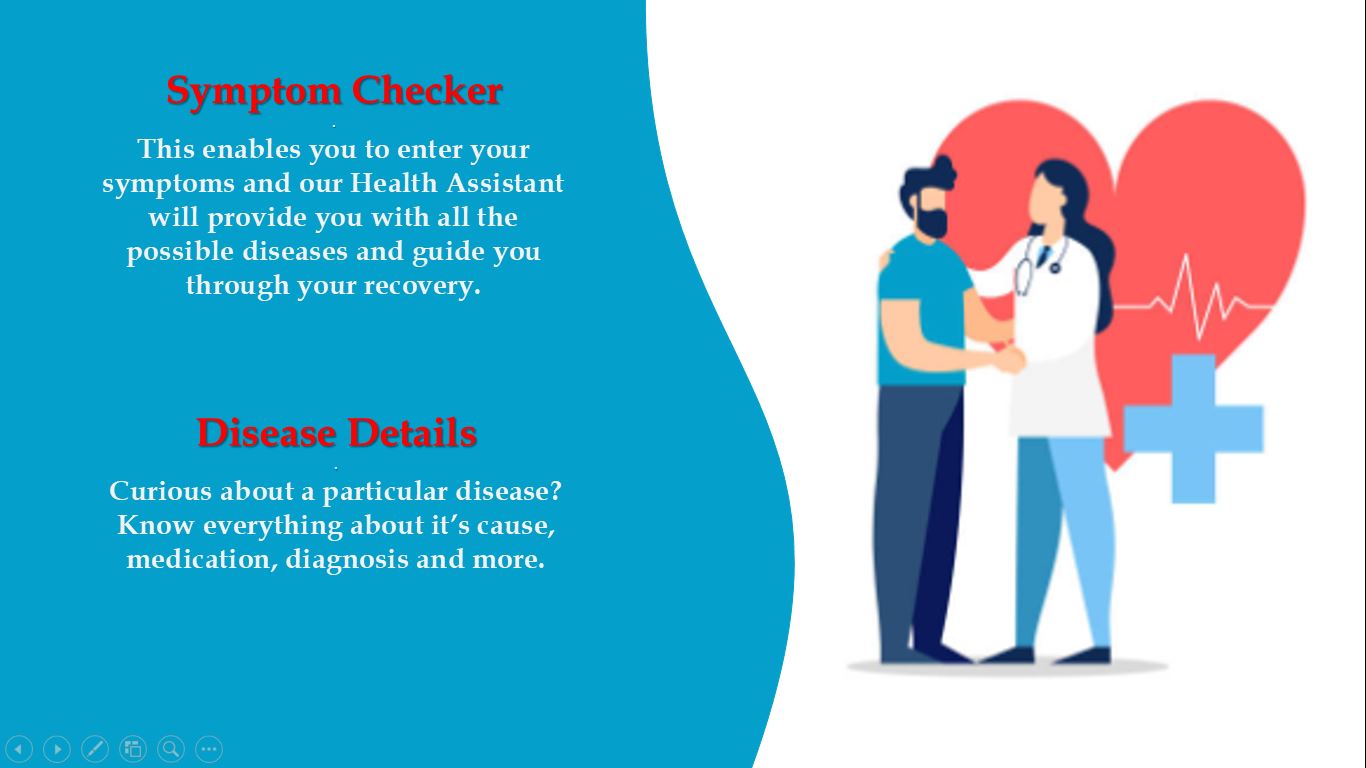 Symptom Checker
.
This enables you to enter your
symptoms and our Health Assistant
will provide you with all the
possible diseases and guide you
through your recovery.
Disease Details
.
Curious about a particular disease?
Know everything about it’s cause,
medication, diagnosis and more.